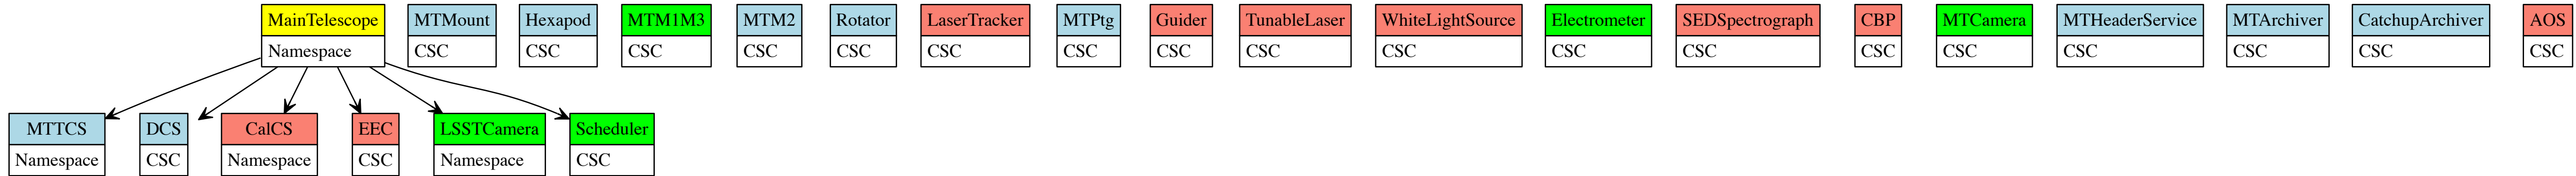 MainTelescope
Namespace
MTMount
CSC
Hexapod
CSC
MTM1M3
CSC
MTM2
CSC
Rotator
CSC
LaserTracker
CSC
MTPtg
CSC
Guider
CSC
TunableLaser
CSC
WhiteLightSource
CSC
Electrometer
CSC
SEDSpectrograph
CSC
CBP
CSC
MTCamera
CSC
MTHeaderService
CSC
MTArchiver
CSC
CatchupArchiver
CSC
AOS
CSC
MTTCS
Namespace
DCS
CSC
CalCS
Namespace
EEC
CSC
LSSTCamera
Namespace
Scheduler
CSC